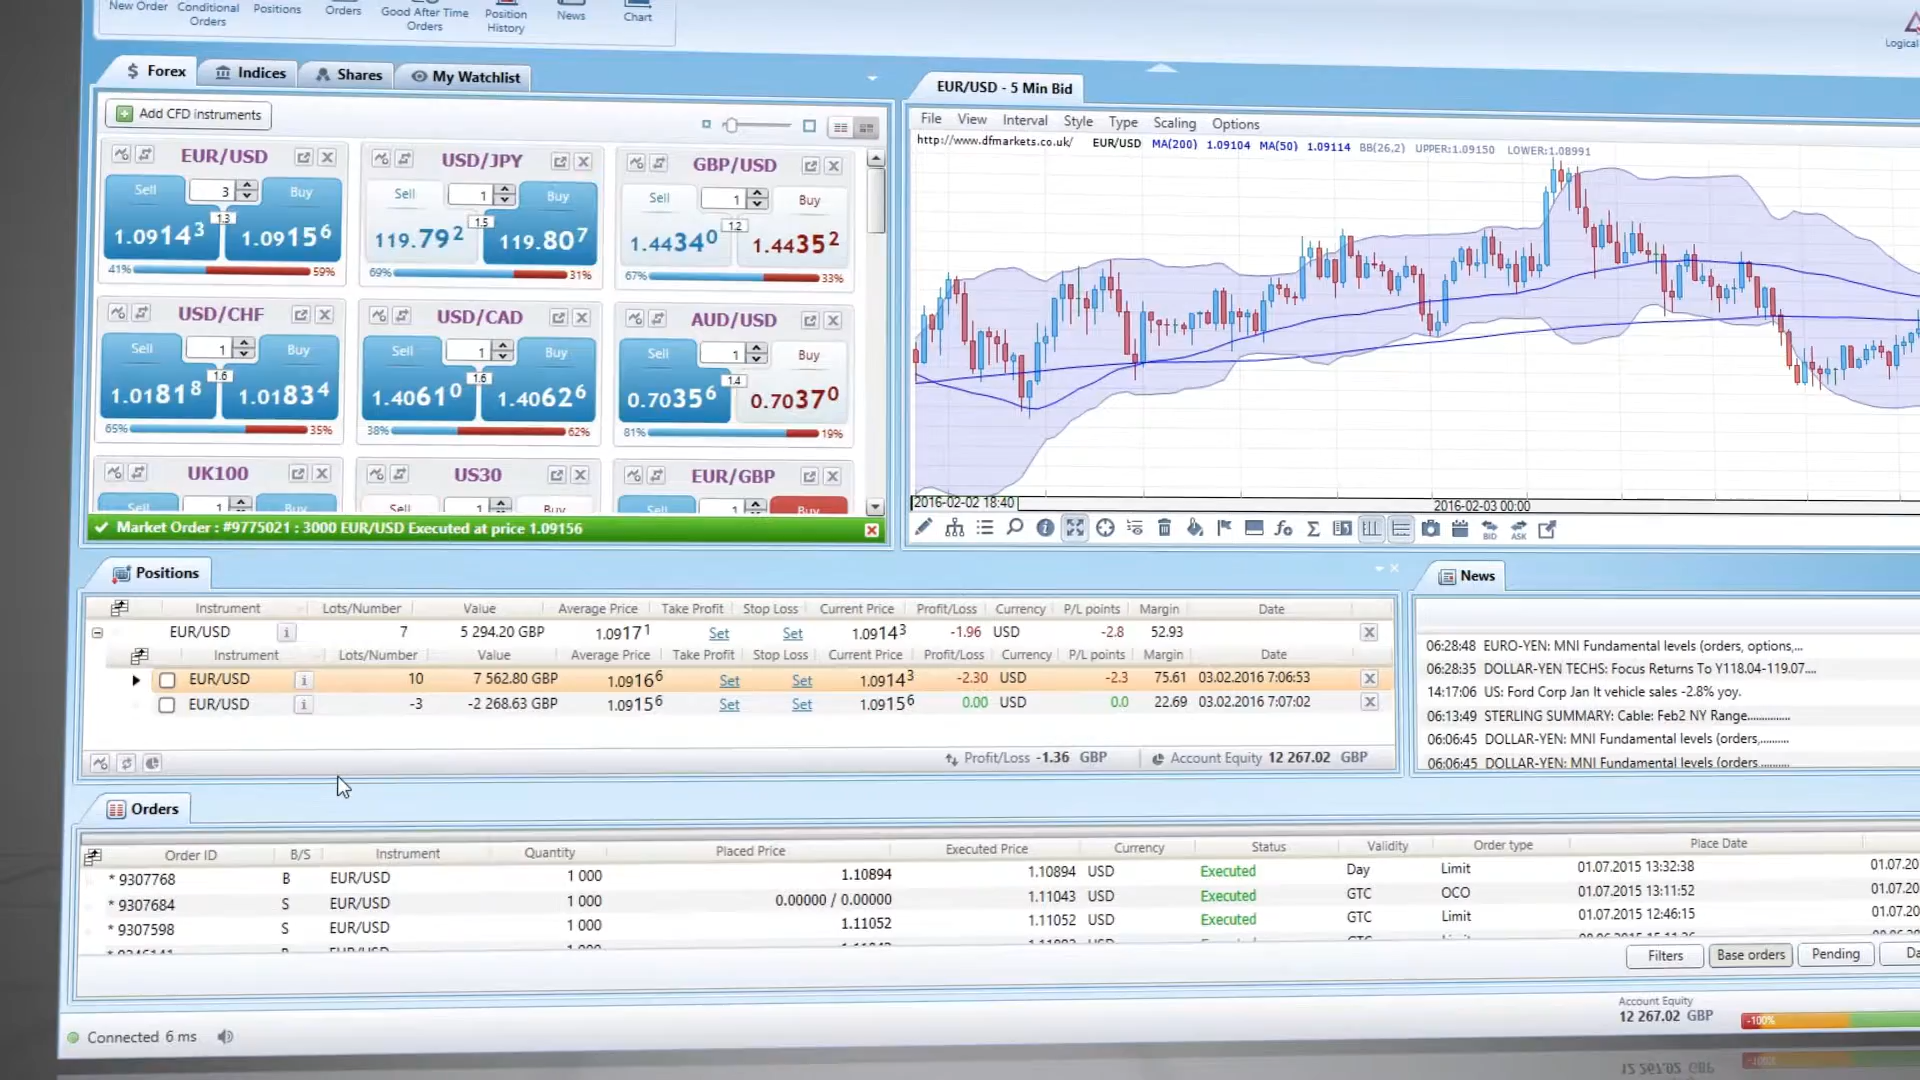 New Order
Conditional Orders
Positions
Orders
Good After Time Orders
Position History
News
Chart
Logical
Forex
Indices
Shares
My Watchlist
Add CFD instruments
EUR/USD
Sell 3 Buy
1.3
1.09143 1.09156
41% 59%
USD/JPY
Sell 1 Buy
1.5
119.792 119.807
69% 31%
GBP/USD
Sell 1 Buy
1.2
1.44340 1.44352
67% 33%
USD/CHF
Sell 1 Buy
1.6
1.01818 1.01834
65% 35%
USD/CAD
Sell 1 Buy
1.6
1.40610 1.40626
38% 62%
AUD/USD
Sell 1 Buy
1.4
0.70356 0.70370
81% 19%
UK100
Sell 1 Buy
US30
Sell 1 Buy
EUR/GBP
Sell 1 Buy
Market Order : #9775021 : 3000 EUR/USD Executed at price 1.09156
EUR/USD - 5 Min Bid
File View Interval Style Type Scaling Options
http://www.dfmarkets.co.uk/ EUR/USD MA(200) 1.09104 MA(50) 1.09114 BB(26,2) UPPER:1.09150 LOWER:1.08991
2016-02-02 18:40
2016-02-03 00:00
BID ASK
Positions
Instrument Lots/Number Value Average Price Take Profit Stop Loss Current Price Profit/Loss Currency P/L points Margin Date
EUR/USD 7 5 294.20 GBP 1.09171 Set Set 1.09143 -1.96 USD -2.8 52.93
Instrument Lots/Number Value Average Price Take Profit Stop Loss Current Price Profit/Loss Currency P/L points Margin Date
EUR/USD 10 7 562.80 GBP 1.09166 Set Set 1.09143 -2.30 USD -2.3 75.61 03.02.2016 7:06:53
EUR/USD -3 -2 268.63 GBP 1.09156 Set Set 1.09156 0.00 USD 0.0 22.69 03.02.2016 7:07:02
Profit/Loss -1.36 GBP Account Equity 12 267.02 GBP
News
06:28:48 EURO-YEN: MNI Fundamental levels (orders, options,...
06:28:35 DOLLAR-YEN TECHS: Focus Returns To Y118.04-119.07....
14:17:06 US: Ford Corp Jan lt vehicle sales -2.8% yoy.
06:13:49 STERLING SUMMARY: Cable: Feb2 NY Range..............
06:06:45 DOLLAR-YEN: MNI Fundamental levels (orders,..........
06:06:45 DOLLAR-YEN: MNI Fundamental levels (orders..........
Orders
Order ID B/S Instrument Quantity Placed Price Executed Price Currency Status Validity Order type Place Date
* 9307768 B EUR/USD 1 000 1.10894 1.10894 USD Executed Day Limit 01.07.2015 13:32:38 01.07.20
* 9307684 S EUR/USD 1 000 0.00000 / 0.00000 1.11043 USD Executed GTC OCO 01.07.2015 13:11:52 01.07.20
* 9307598 S EUR/USD 1 000 1.11052 1.11052 USD Executed GTC Limit 01.07.2015 12:46:15 01.07.20
Filters Base orders Pending Da
Account Equity
12 267.02 GBP
-100%
Connected 6 ms